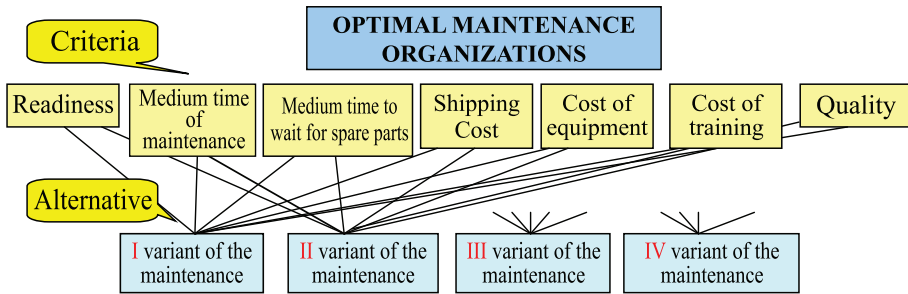 OPTIMAL MAINTENANCE
ORGANIZATIONS
Criteria
Readiness
Medium time
of
maintenance
Medium time to
wait for spare parts
Shipping
Cost
Cost of
equipment
Cost of
training
Quality
Alternative
I variant of the
maintenance
II variant of the
maintenance
III variant of the
maintenance
IV variant of the
maintenance